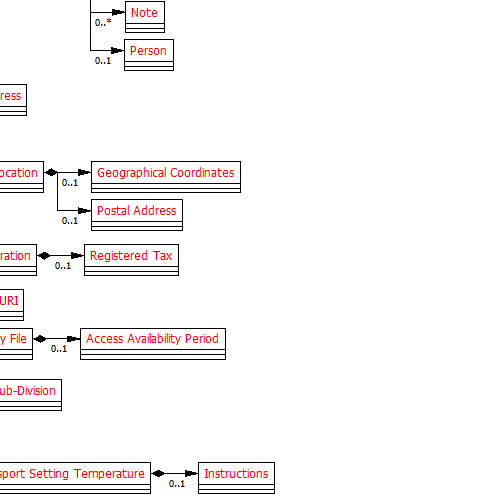 Note
0..*
Person
0..1
ress
ocation
Geographical Coordinates
0..1
Postal Address
0..1
ration
Registered Tax
0..1
URI
y File
Access Availability Period
0..1
ub-Division
sport Setting Temperature
Instructions
0..1